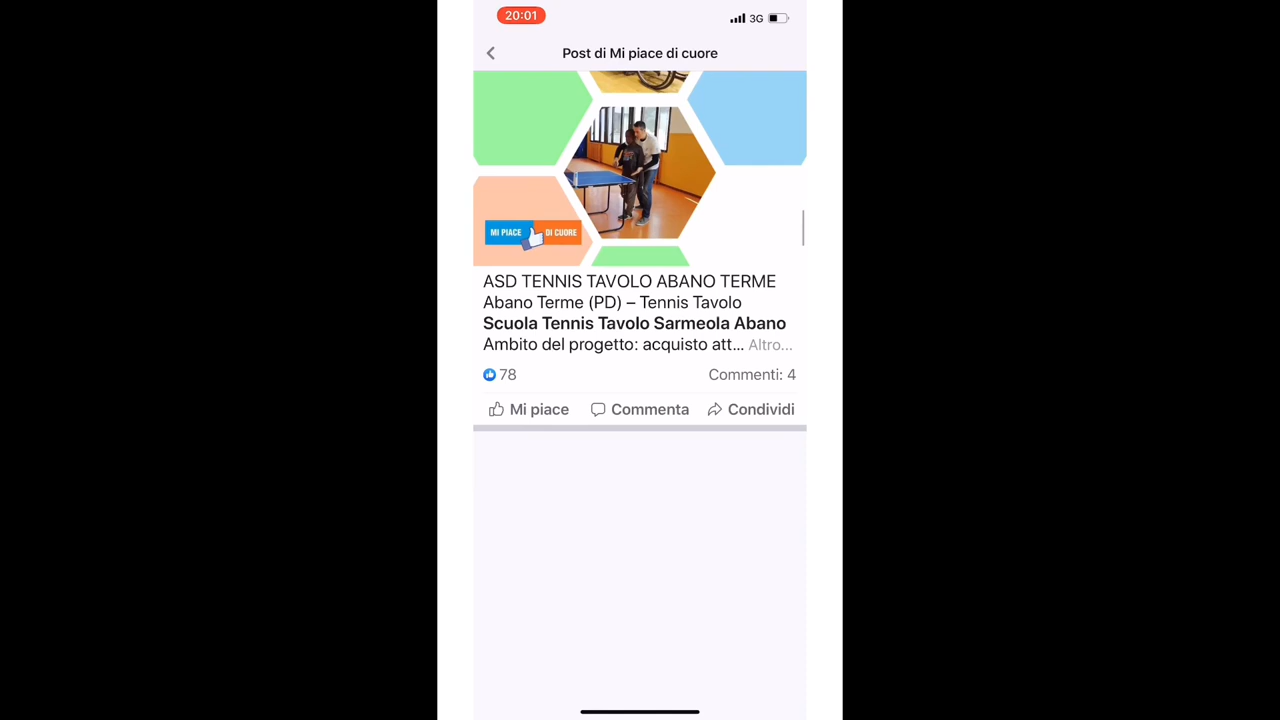 20:01
3G
Post di Mi piace di cuore
MI PIACE DI CUORE
ASD TENNIS TAVOLO ABANO TERME
Abano Terme (PD) – Tennis Tavolo
Scuola Tennis Tavolo Sarmeola Abano
Ambito del progetto: acquisto att... Altro...
78 Commenti: 4
Mi piace Commenta Condividi